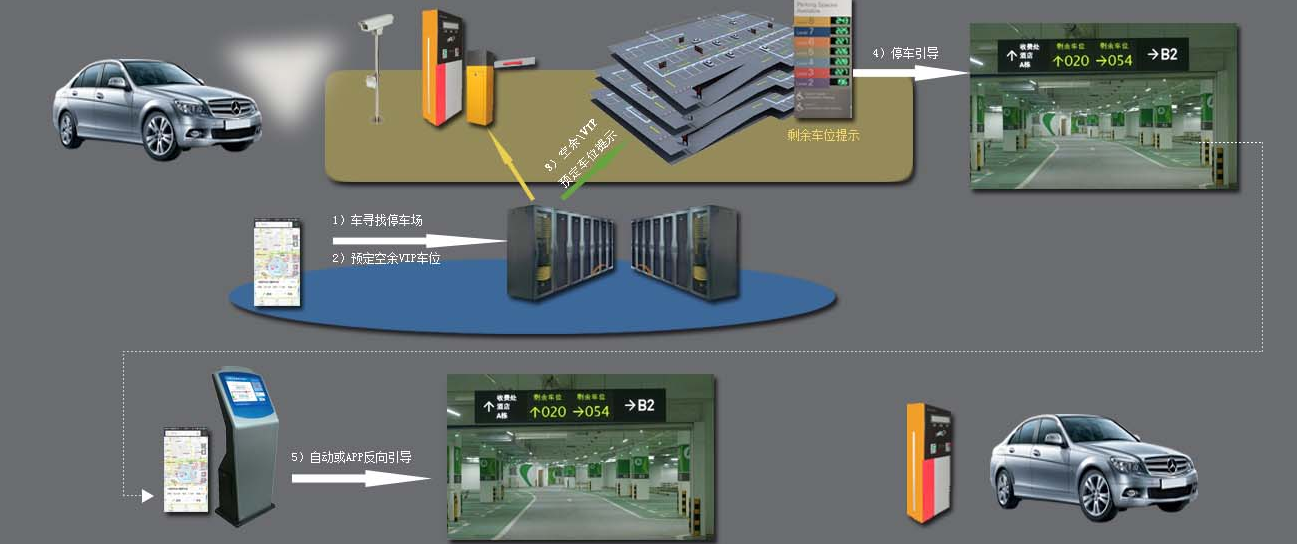 Parking Spaces
Available
3）空余\VIP
预定车位提示
剩余车位提示
4）停车引导
收费处
酒店
A栋
剩余车位
↑020
剩余车位
→054
→B2
1）车寻找停车场
2）预定空余VIP车位
5）自动或APP反向引导
收费处
酒店
A栋
剩余车位
↑020
剩余车位
→054
→B2